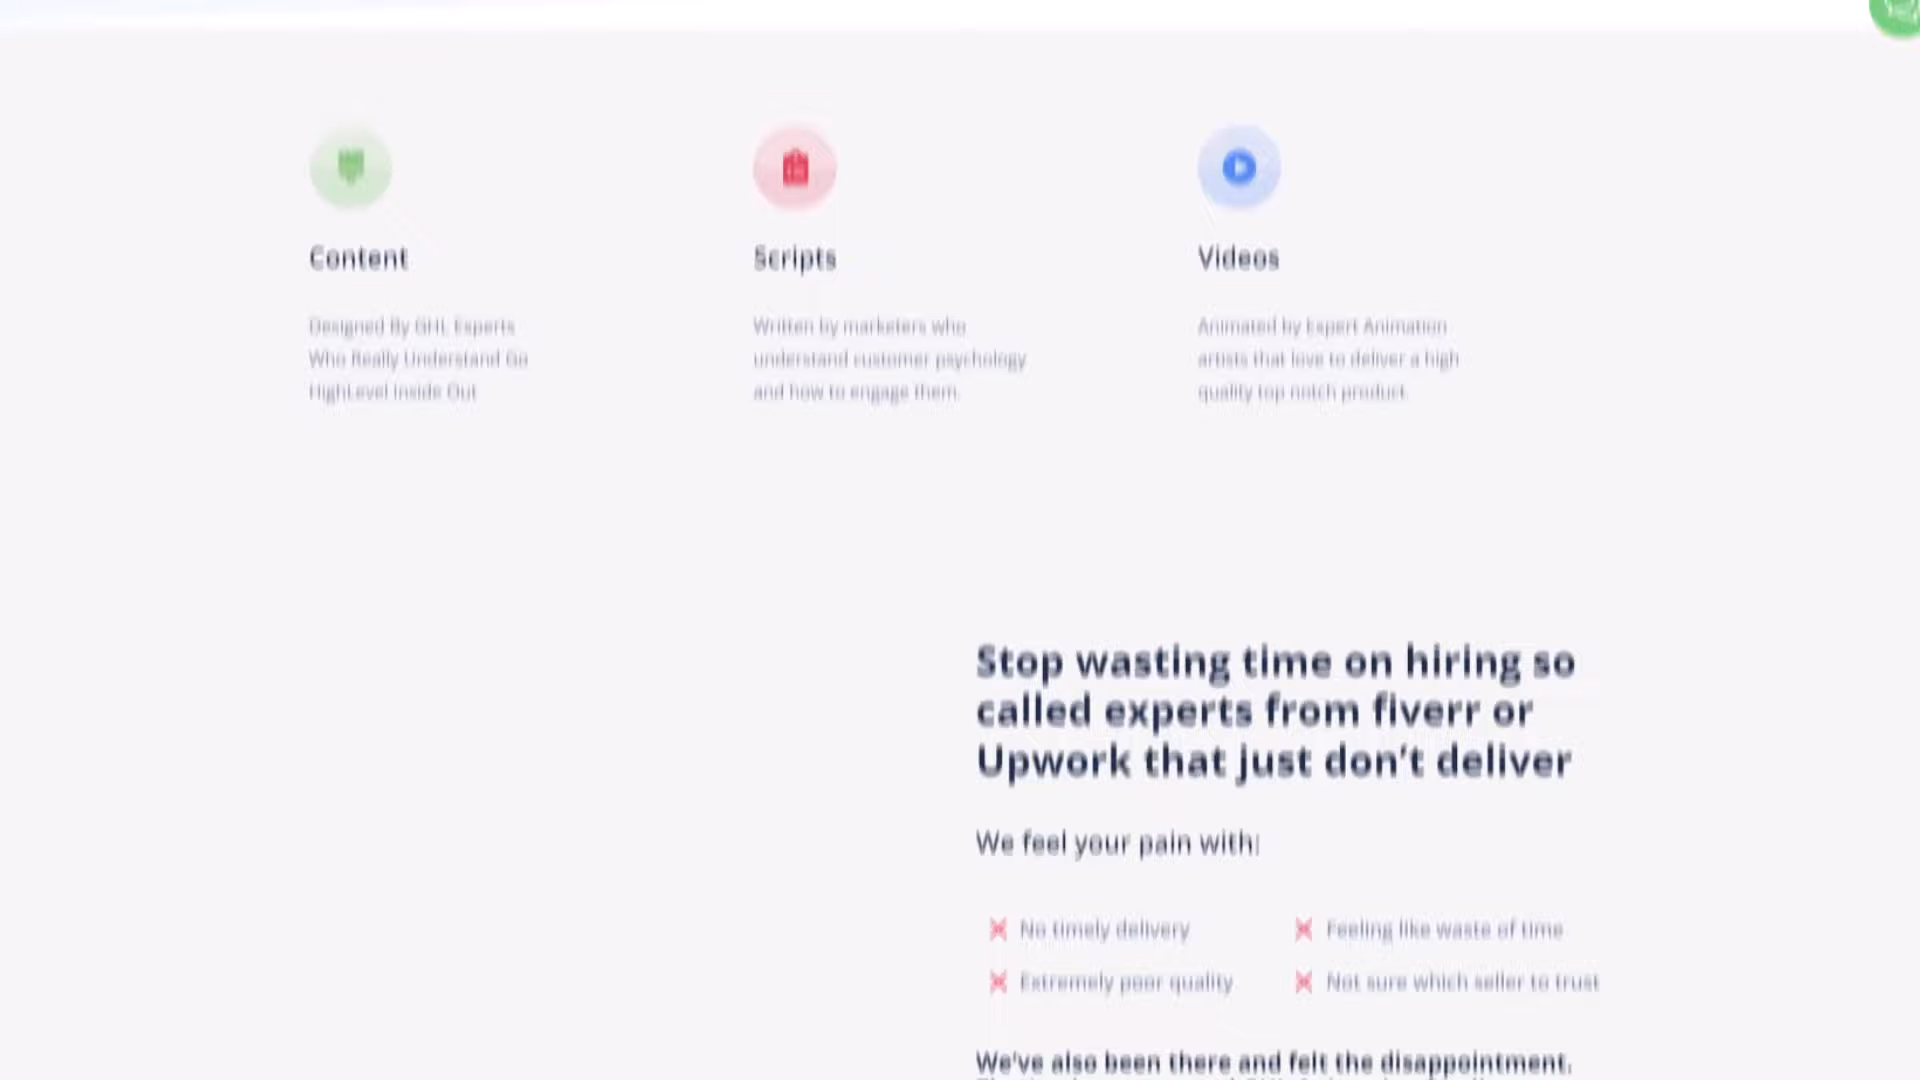 Content
Designed By GHL Experts
Who Really Understand Go
HighLevel Inside Out
Scripts
Written by marketers who
understand customer psychology
and how to engage them.
Videos
Animated by Expert Animation
artists that love to deliver a high
quality top notch product.
Stop wasting time on hiring so
called experts from fiverr or
Upwork that just don't deliver
We feel your pain with:
No timely delivery
Feeling like waste of time
Extremely poor quality
Not sure which seller to trust
We've also been there and felt the disappointment.